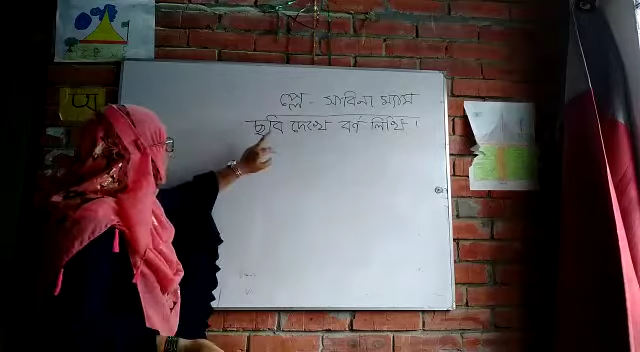 প্লে - সাবিনা ম্যাম
ছবি দেখে বর্ণ লিখি।